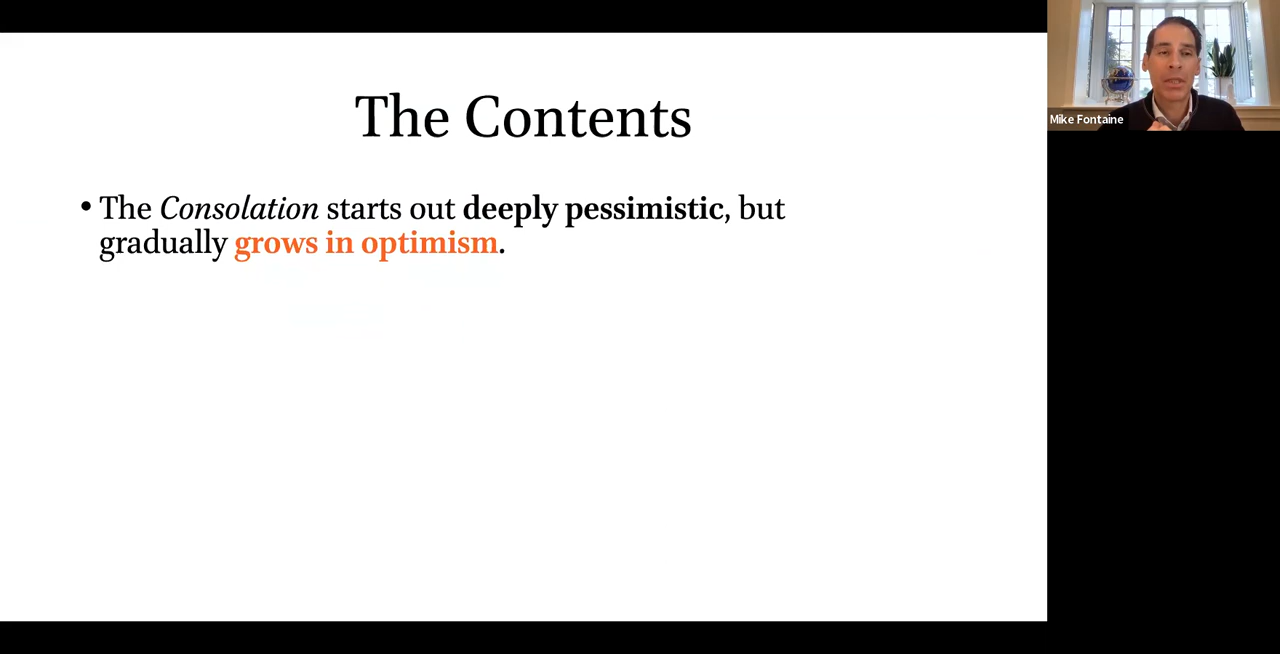 The Contents
• The Consolation starts out deeply pessimistic, but
gradually grows in optimism.
Mike Fontaine